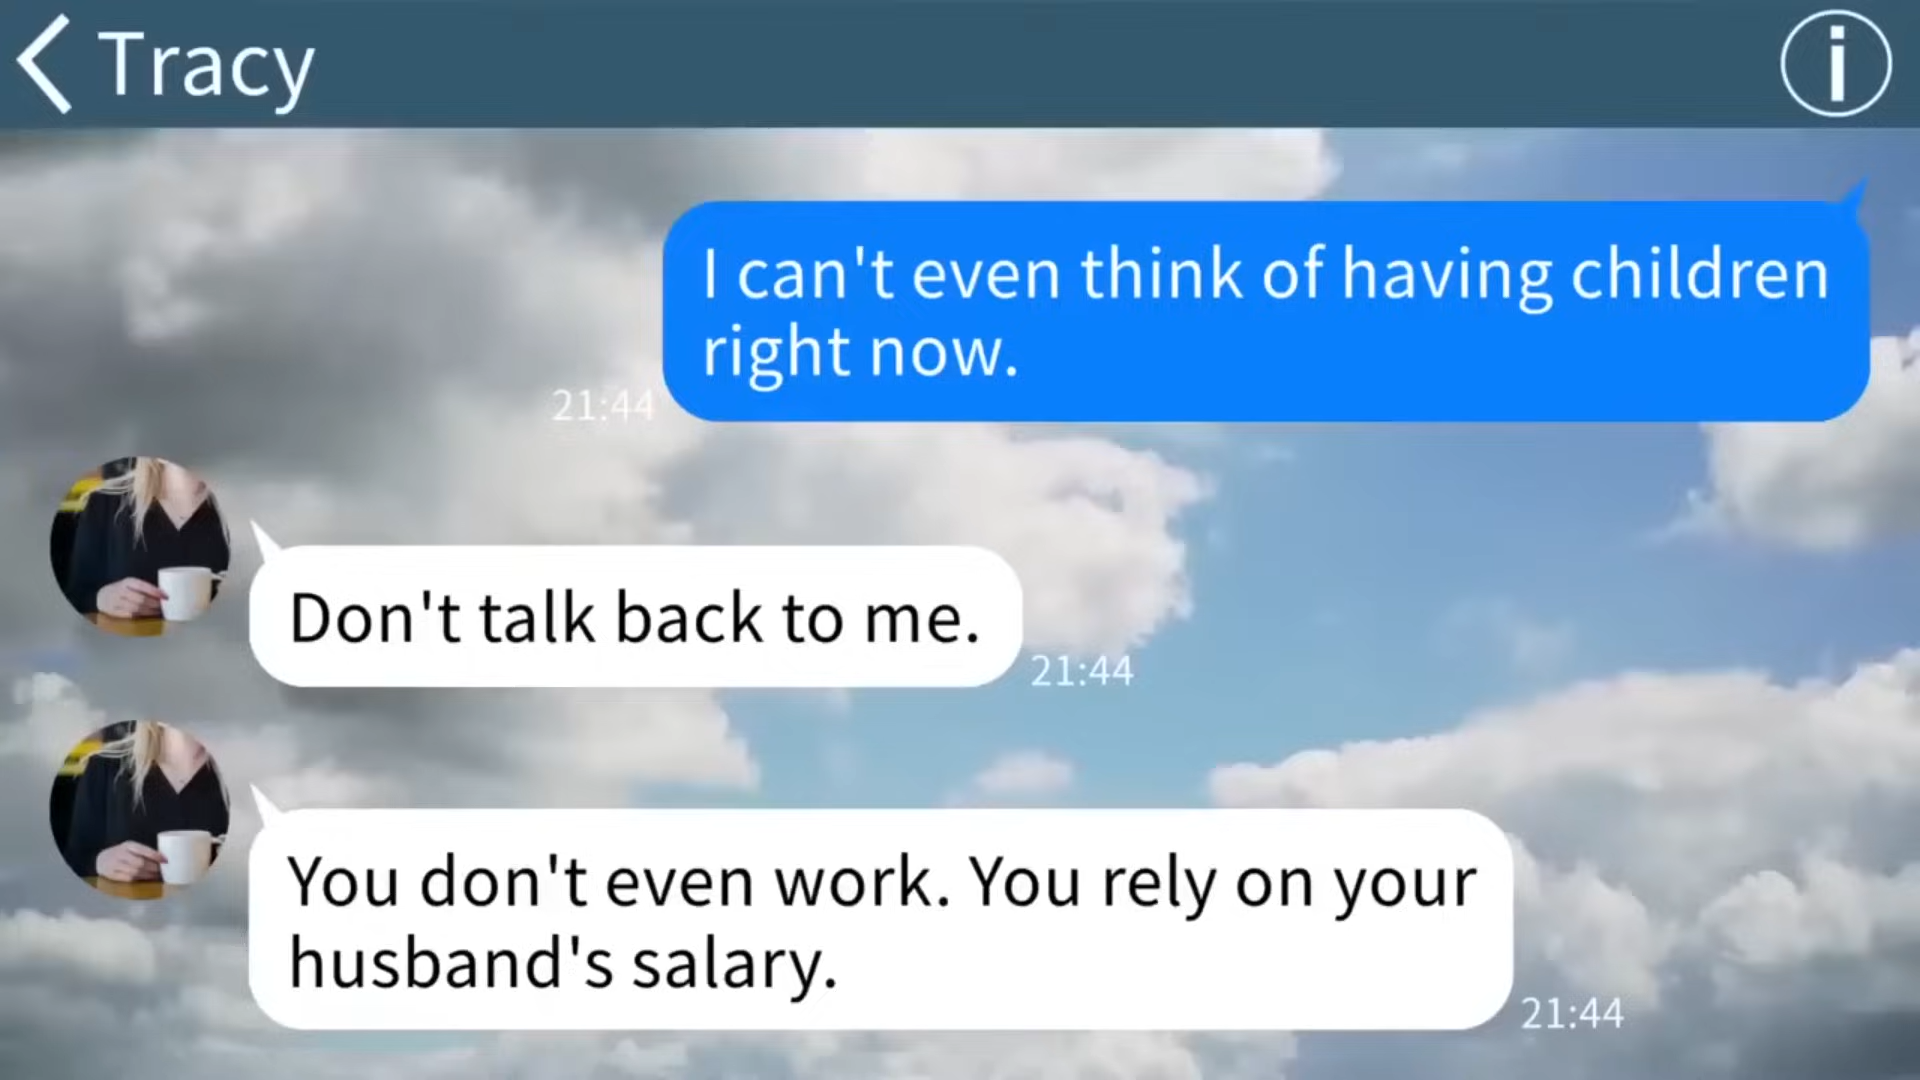 Tracy
I can't even think of having children
right now.
21:44
Don't talk back to me.
21:44
You don't even work. You rely on your
husband's salary.
21:44